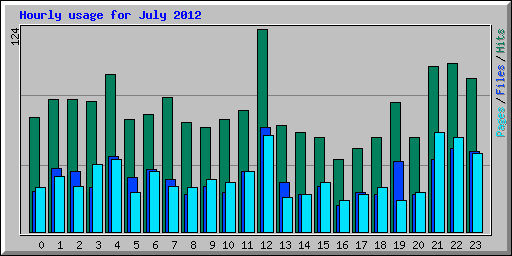 Hourly usage for July 2012
124
Pages/Files/Hits
0 1 2 3 4 5 6 7 8 9 10 11 12 13 14 15 16 17 18 19 20 21 22 23